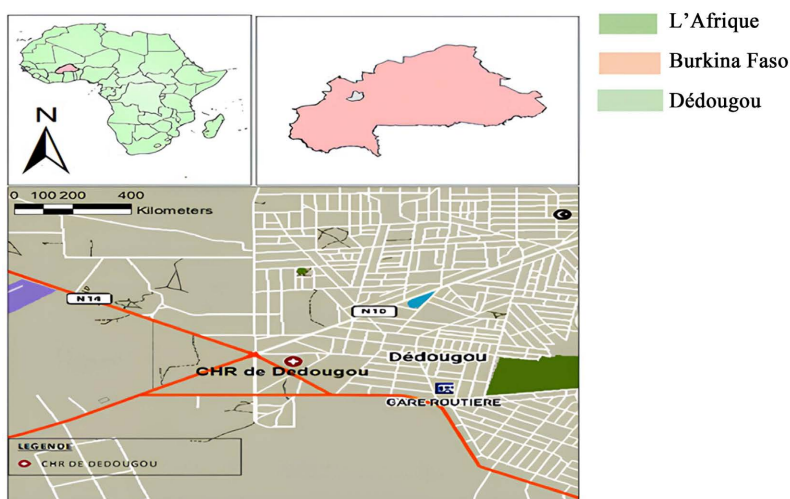 L'Afrique
Burkina Faso
Dédougou
N
0 100 200 400
Kilometers
N14
N10
Dédougou
CHR de Dedougou
GARE ROUTIERE
LEGENDE
CHR DE DEDOUGOU